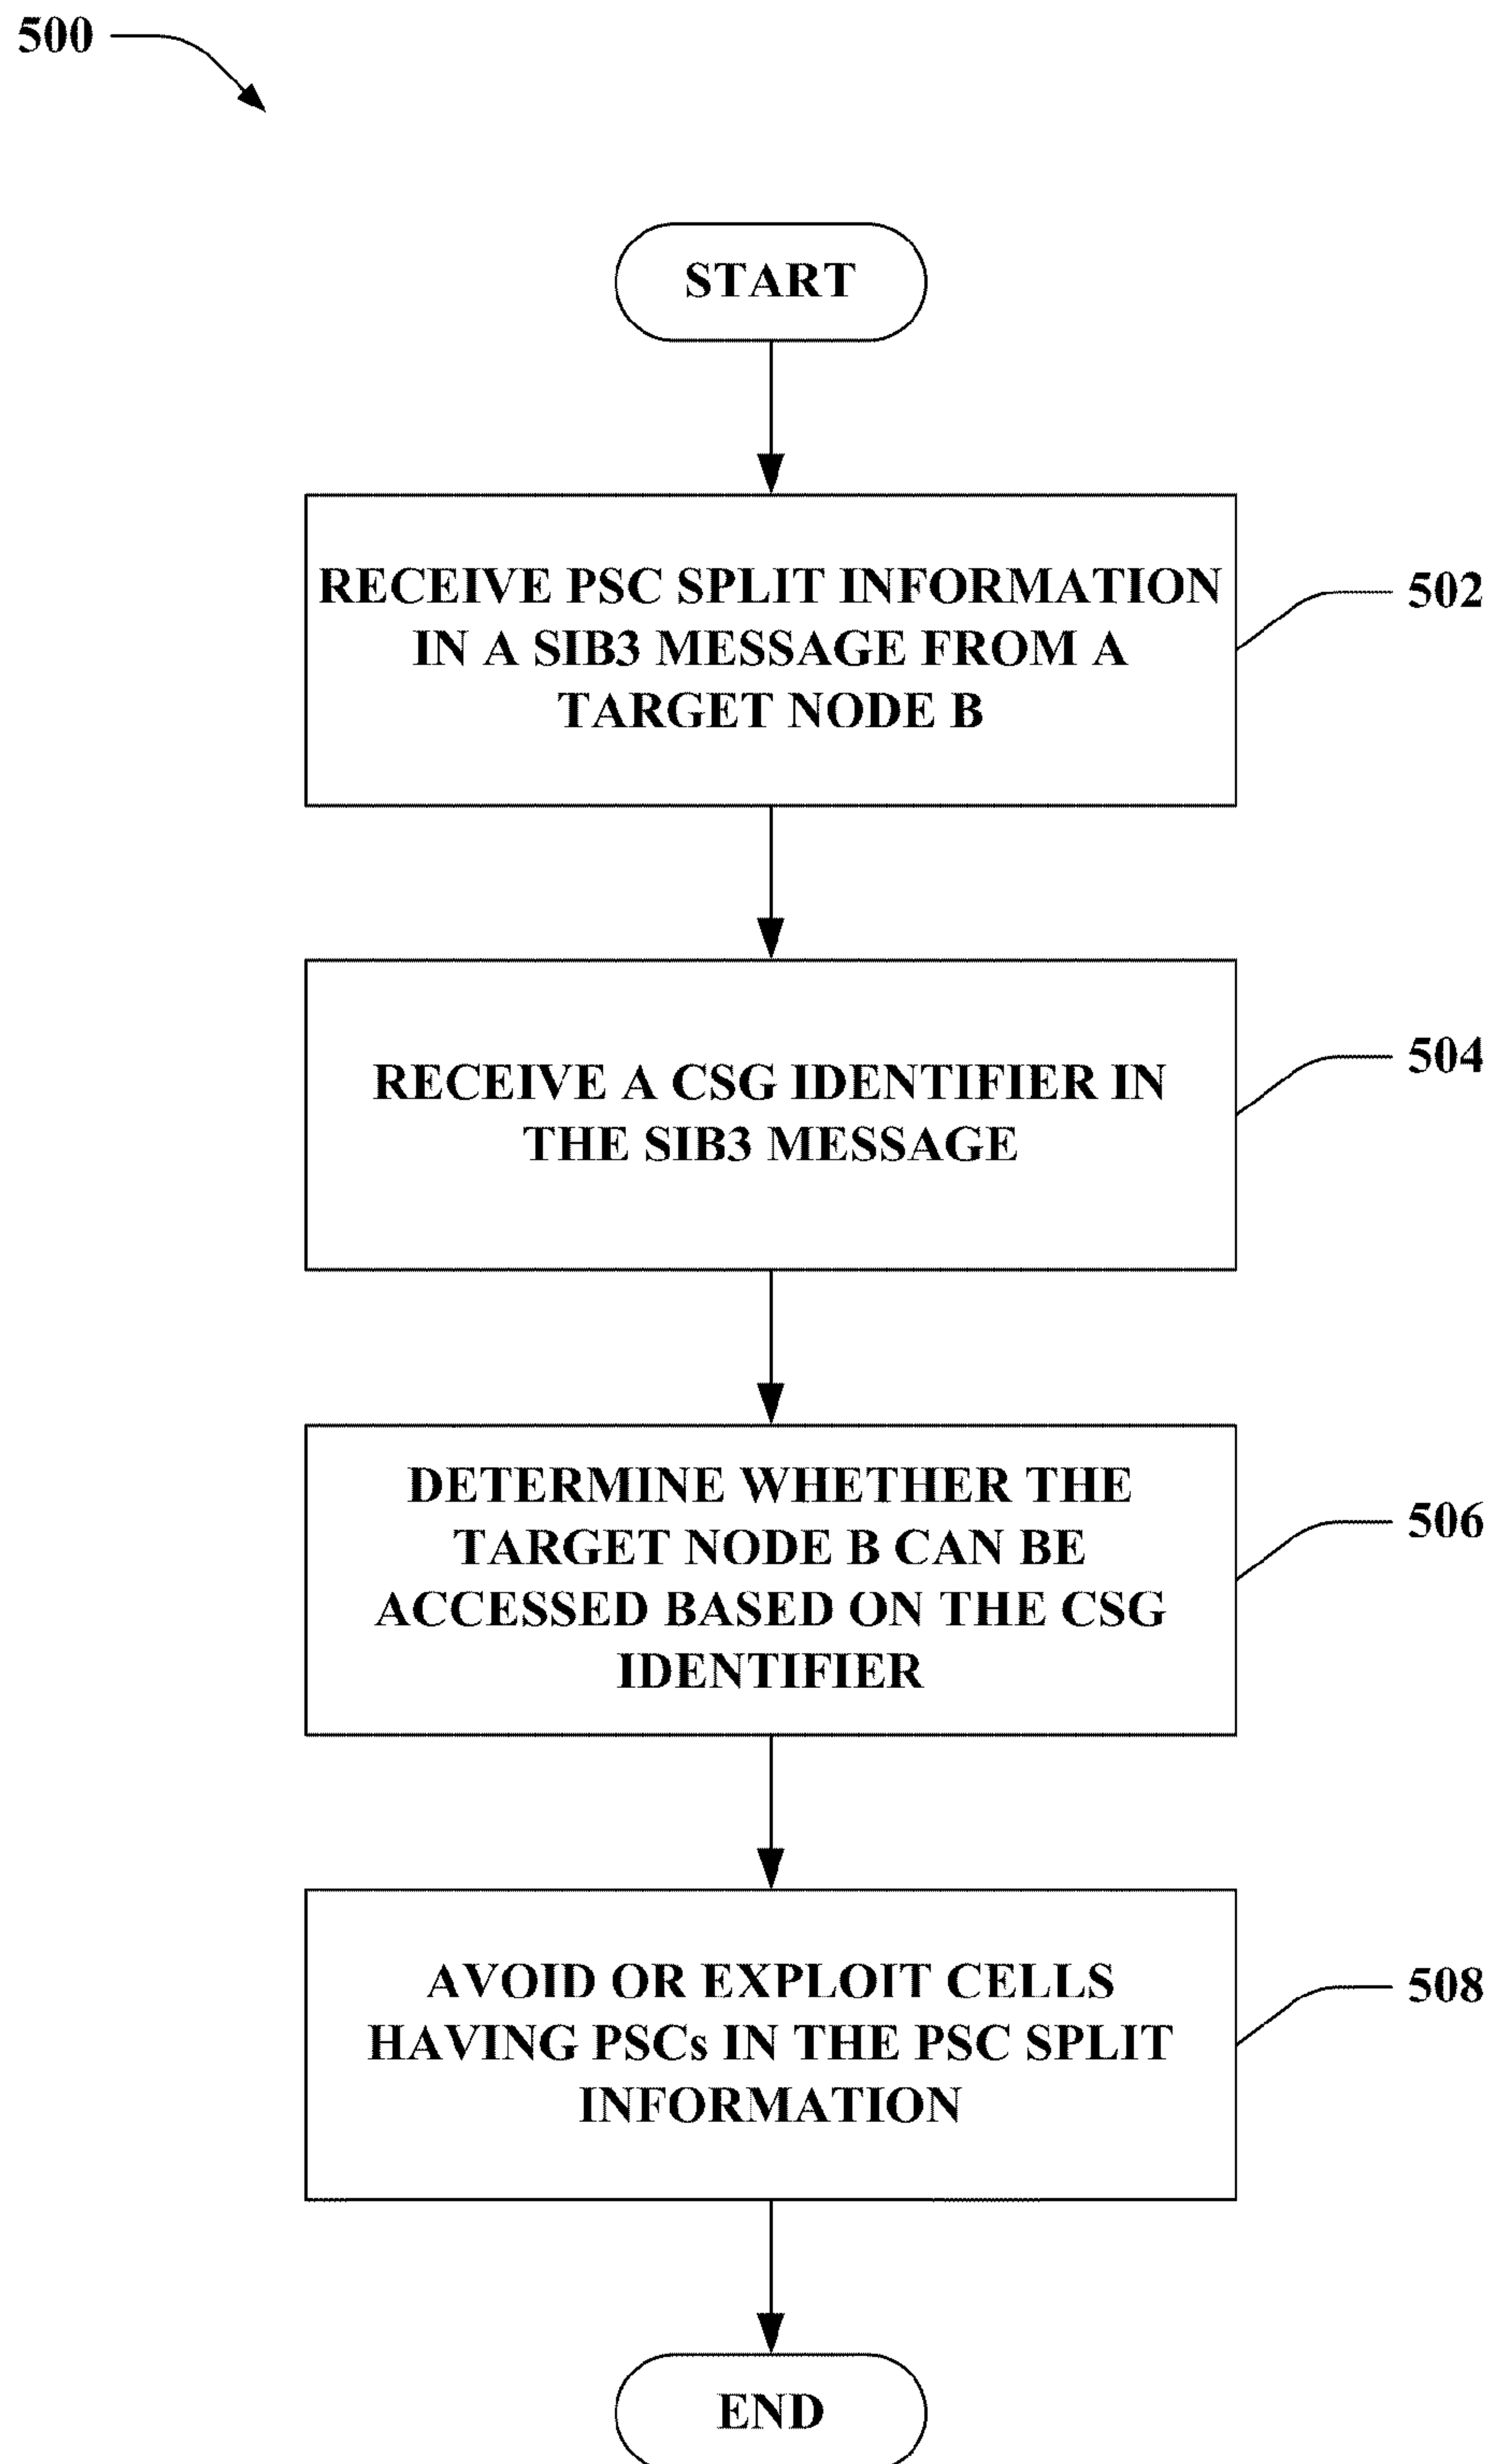 500
START
RECEIVE PSC SPLIT INFORMATION
IN A SIB3 MESSAGE FROM A
TARGET NODE B
502
RECEIVE A CSG IDENTIFIER IN
THE SIB3 MESSAGE
504
DETERMINE WHETHER THE
TARGET NODE B CAN BE
ACCESSED BASED ON THE CSG
IDENTIFIER
506
AVOID OR EXPLOIT CELLS
HAVING PSCs IN THE PSC SPLIT
INFORMATION
508
END